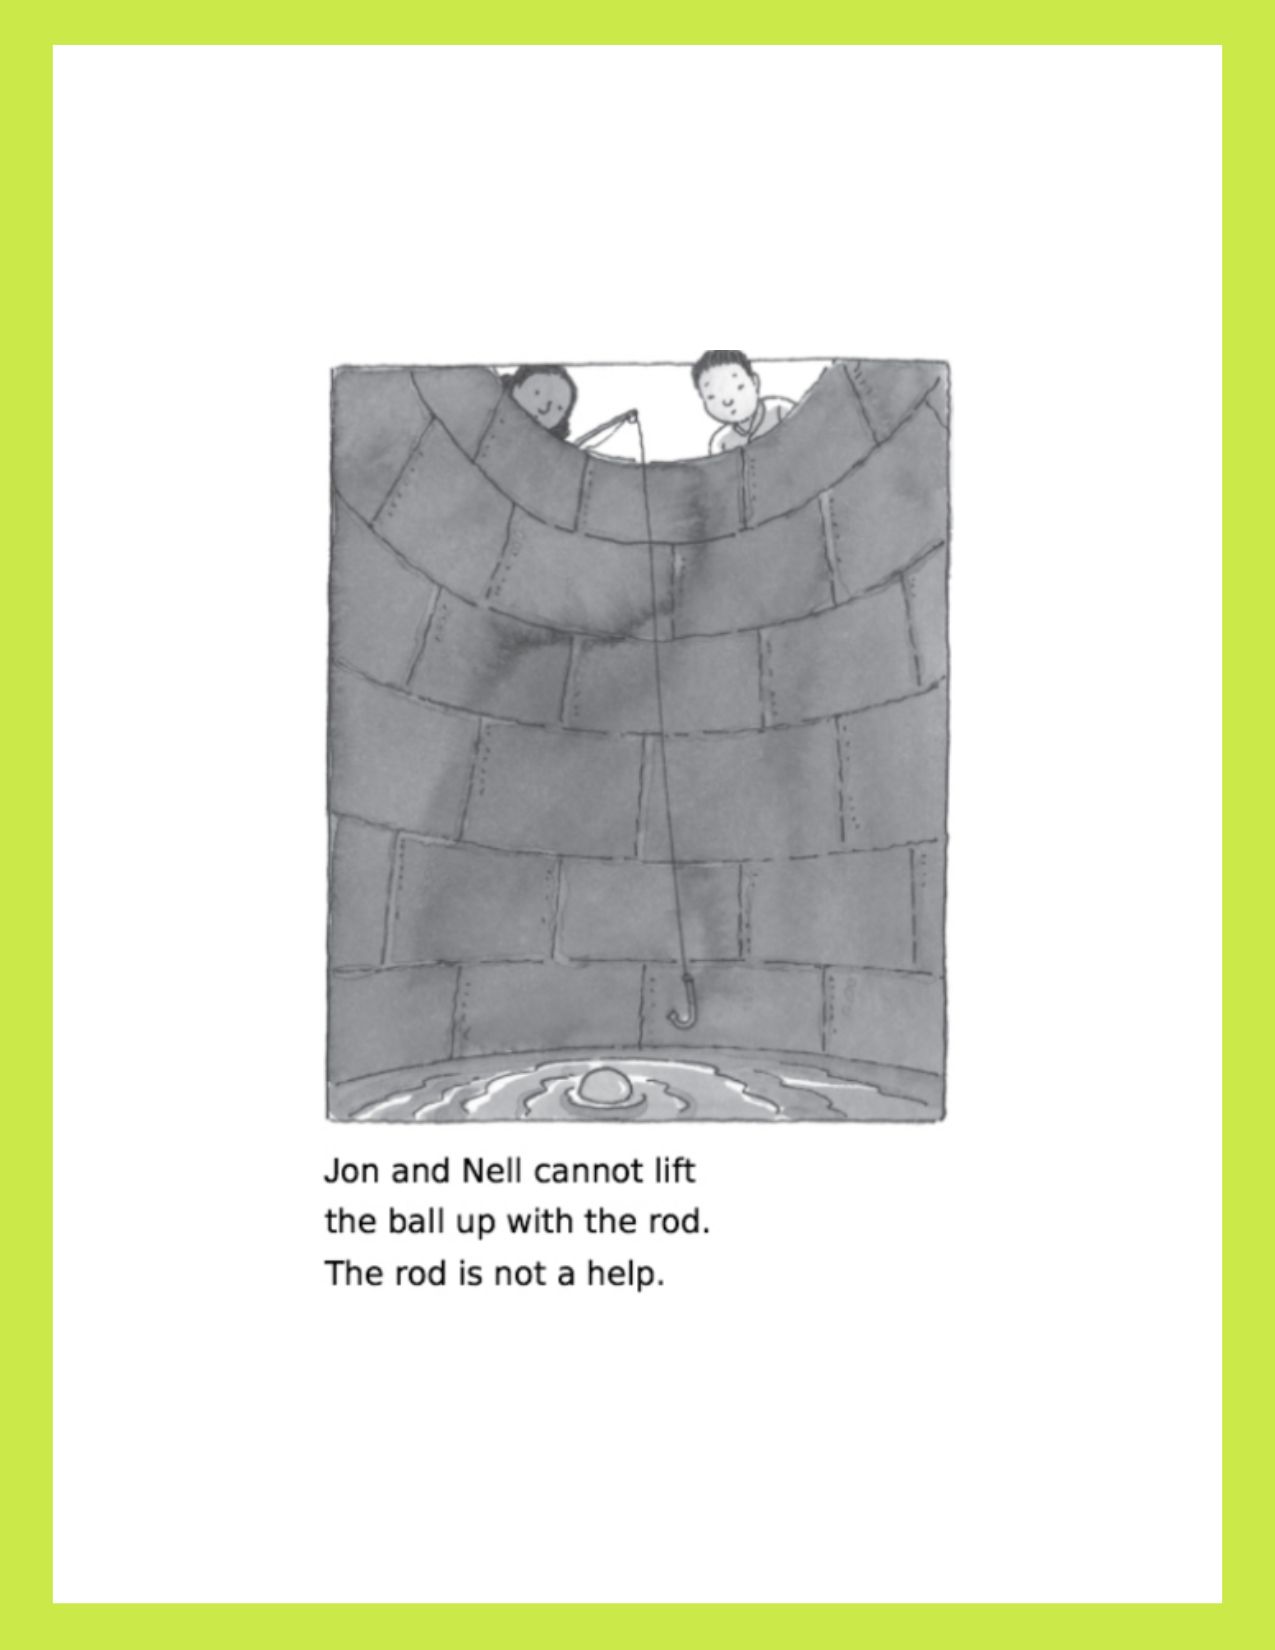 Jon and Nell cannot lift
the ball up with the rod.
The rod is not a help.